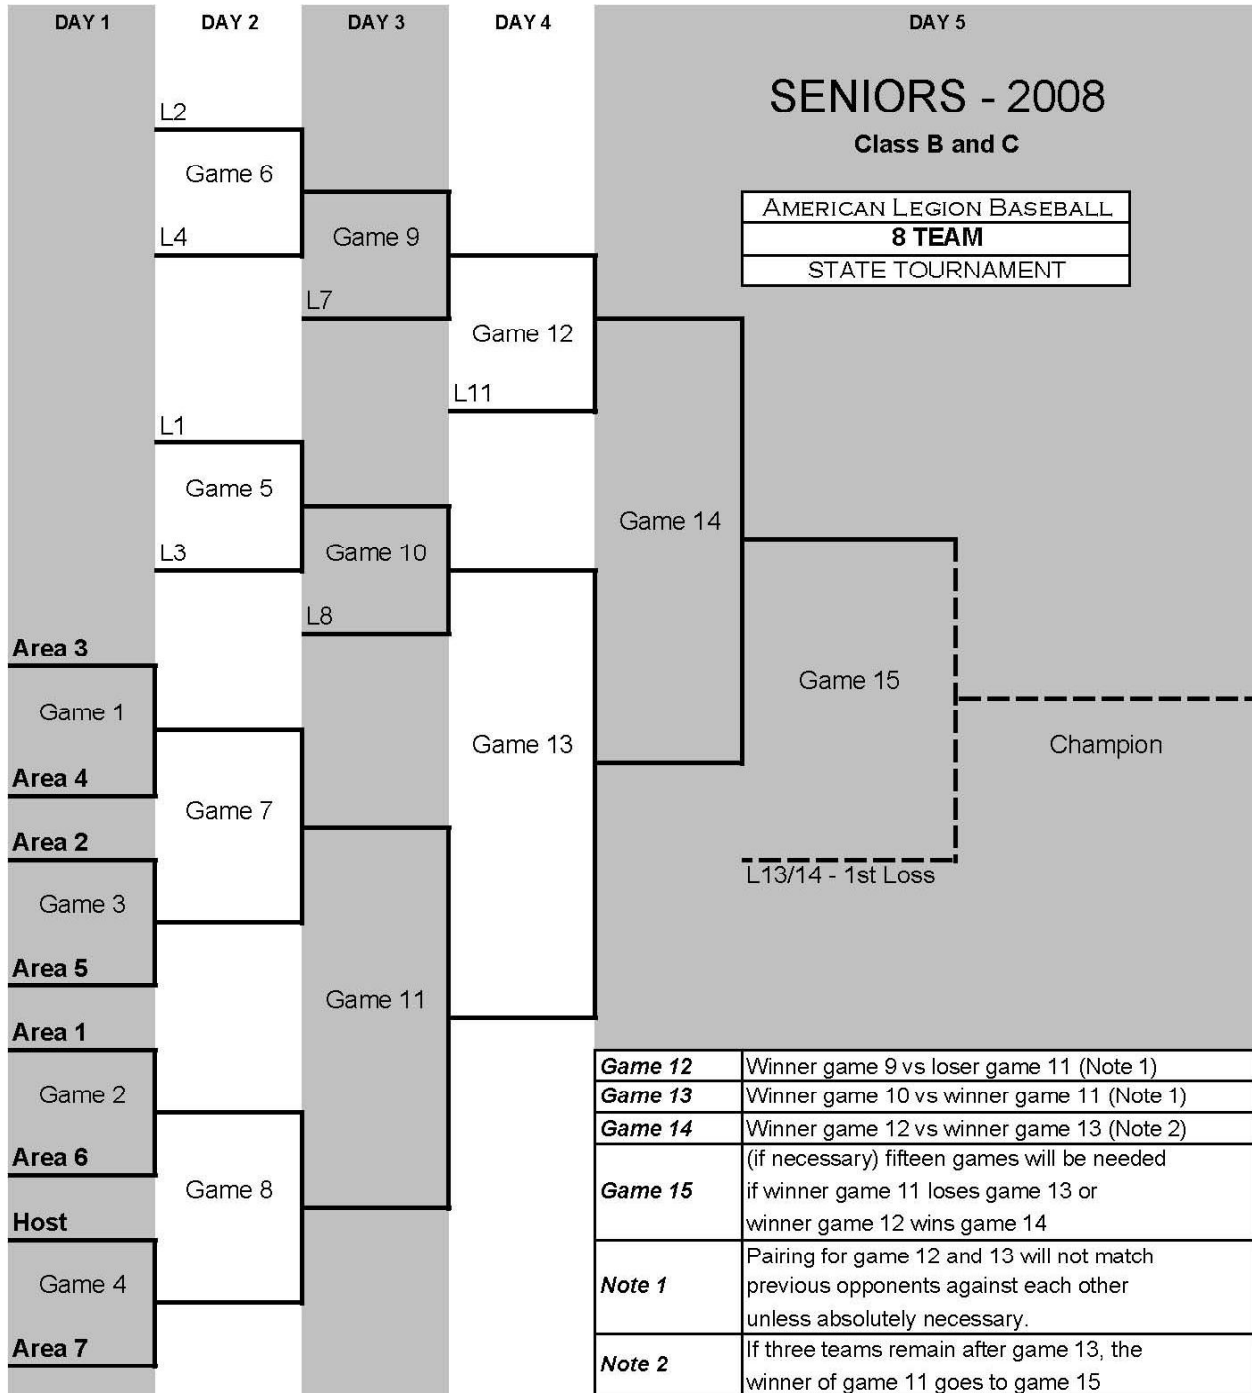 DAY 1
DAY 2
DAY 3
DAY 4
DAY 5
SENIORS - 2008
Class B and C
AMERICAN LEGION BASEBALL
8 TEAM
STATE TOURNAMENT
L2
Game 6
L4
Game 9
L7
Game 12
L11
L1
Game 5
L3
Game 10
L8
Game 14
Area 3
Game 1
Area 4
Game 7
Area 2
Game 3
Area 5
Game 13
Game 15
Champion
L13/14 - 1st Loss
Game 11
Area 1
Game 2
Area 6
Game 8
Host
Game 4
Area 7
Game 12 Winner game 9 vs loser game 11 (Note 1)
Game 13 Winner game 10 vs winner game 11 (Note 1)
Game 14 Winner game 12 vs winner game 13 (Note 2)
Game 15 (if necessary) fifteen games will be needed
if winner game 11 loses game 13 or
winner game 12 wins game 14
Note 1 Pairing for game 12 and 13 will not match
previous opponents against each other
unless absolutely necessary.
Note 2 If three teams remain after game 13, the
winner of game 11 goes to game 15